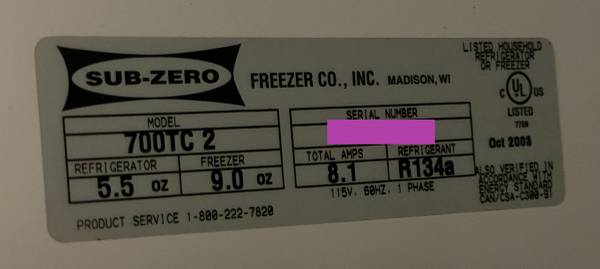 SUB-ZERO
FREEZER CO., INC. MADISON, WI
MODEL
700TC 2
REFRIGERATOR FREEZER
5.5 oz 9.0 oz
PRODUCT SERVICE 1-800-222-7820
SERIAL NUMBER
TOTAL AMPS REFRIGERANT
8.1 R134a
115V, 60HZ, 1 PHASE
LISTED HOUSEHOLD
REFRIGERATOR
OR FREEZER
C UL US
LISTED
Oct 2003
ALSO VERIFIED IN
ACCORDANCE WITH
ENERGY STANDARD
CAN/CSA-C300-91